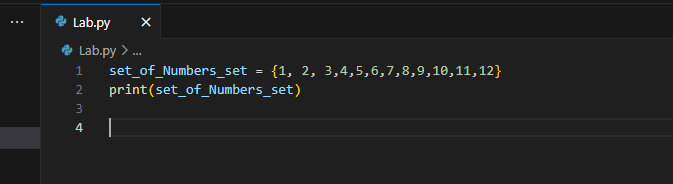 ... Lab.py ×
Lab.py > ...
1 set_of_Numbers_set = {1, 2, 3,4,5,6,7,8,9,10,11,12}
2 print(set_of_Numbers_set)
3
4